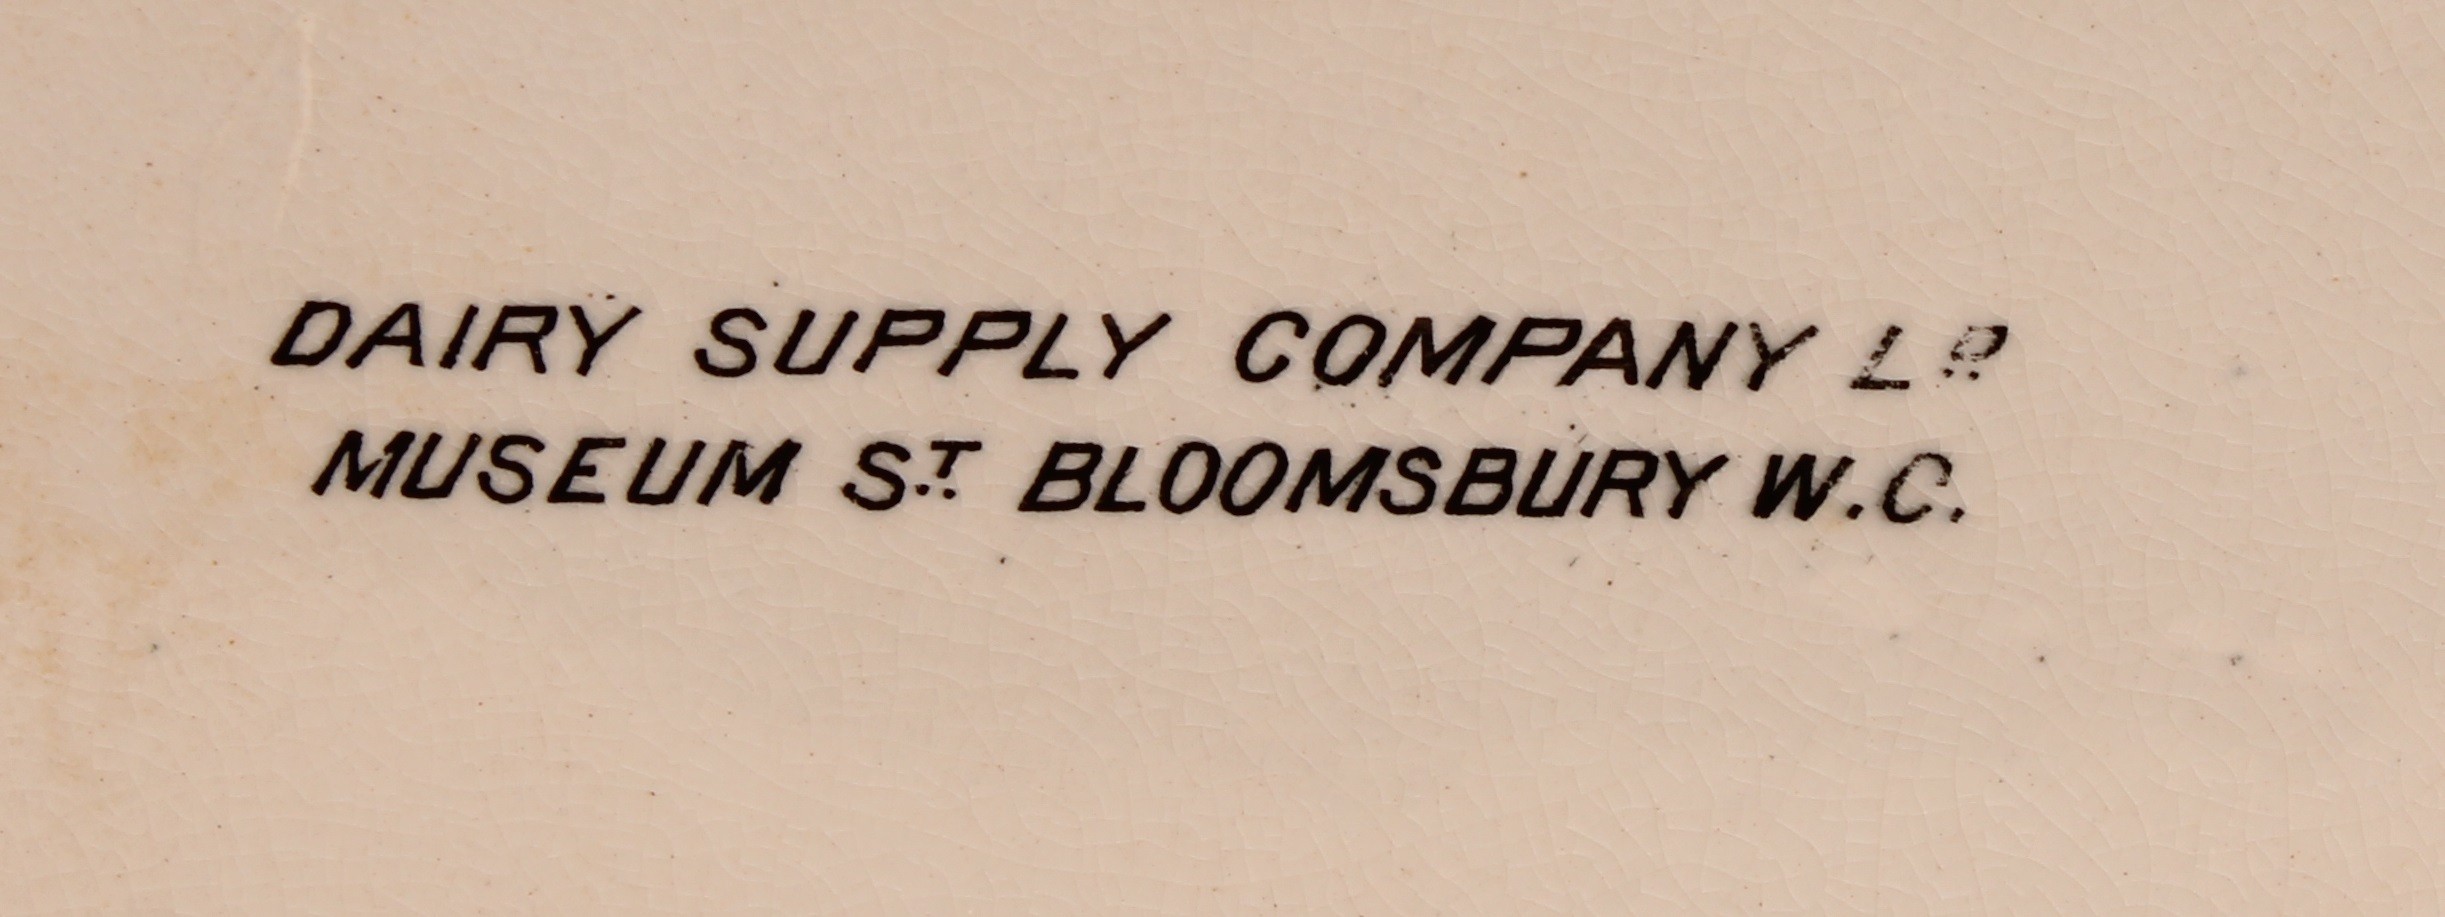 DAIRY SUPPLY COMPANY LD
MUSEUM ST BLOOMSBURY W.C.